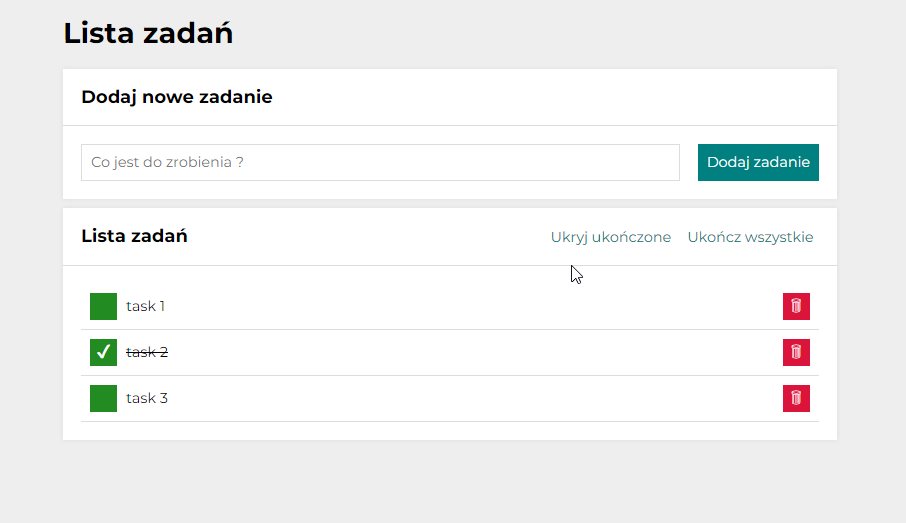 Lista zadań
Dodaj nowe zadanie
Co jest do zrobienia ?
Dodaj zadanie
Lista zadań
Ukryj ukończone
Ukończ wszystkie
task 1
task 2
task 3